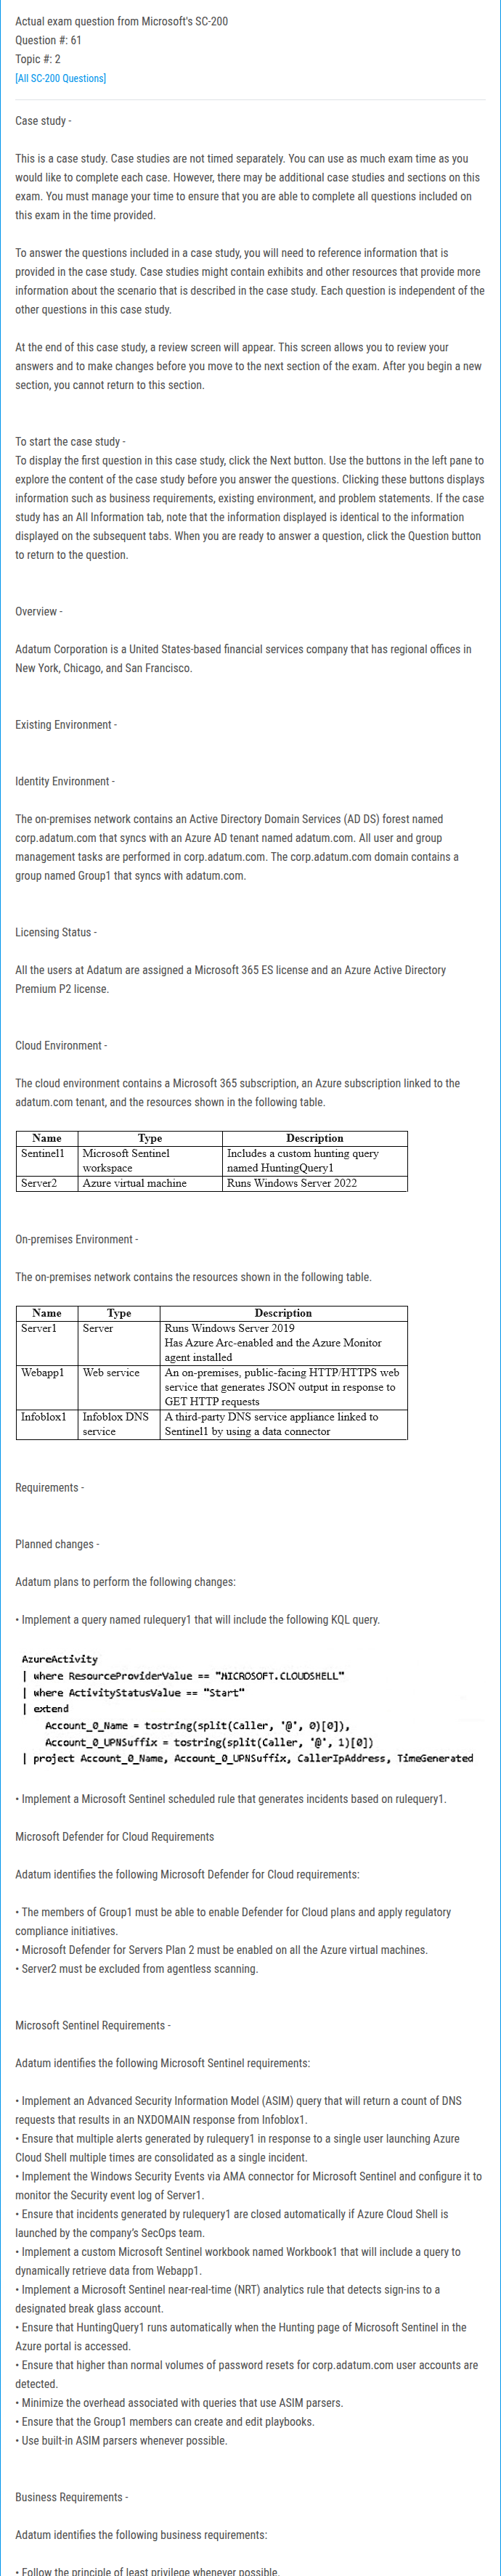 Actual exam question from Microsoft's SC-200
Question #: 61
Topic #: 2
[All SC-200 Questions]
Case study -
This is a case study. Case studies are not timed separately. You can use as much exam time as you
would like to complete each case. However, there may be additional case studies and sections on this
exam. You must manage your time to ensure that you are able to complete all questions included on
this exam in the time provided.
To answer the questions included in a case study, you will need to reference information that is
provided in the case study. Case studies might contain exhibits and other resources that provide more
information about the scenario that is described in the case study. Each question is independent of the
other questions in this case study.
At the end of this case study, a review screen will appear. This screen allows you to review your
answers and to make changes before you move to the next section of the exam. After you begin a new
section, you cannot return to this section.
To start the case study -
To display the first question in this case study, click the Next button. Use the buttons in the left pane to
explore the content of the case study before you answer the questions. Clicking these buttons displays
information such as business requirements, existing environment, and problem statements. If the case
study has an All Information tab, note that the information displayed is identical to the information
displayed on the subsequent tabs. When you are ready to answer a question, click the Question button
to return to the question.
Overview -
Adatum Corporation is a United States-based financial services company that has regional offices in
New York, Chicago, and San Francisco.
Existing Environment -
Identity Environment -
The on-premises network contains an Active Directory Domain Services (AD DS) forest named
corp.adatum.com that syncs with an Azure AD tenant named adatum.com. All user and group
management tasks are performed in corp.adatum.com. The corp.adatum.com domain contains a
group named Group1 that syncs with adatum.com.
Licensing Status -
All the users at Adatum are assigned a Microsoft 365 ES license and an Azure Active Directory
Premium P2 license.
Cloud Environment -
The cloud environment contains a Microsoft 365 subscription, an Azure subscription linked to the
adatum.com tenant, and the resources shown in the following table.
Name Type Description
Sentinel1 Microsoft Sentinel Includes a custom hunting query
workspace named HuntingQuery1
Server2 Azure virtual machine Runs Windows Server 2022
On-premises Environment -
The on-premises network contains the resources shown in the following table.
Name Type Description
Server1 Server Runs Windows Server 2019
Has Azure Arc-enabled and the Azure Monitor
agent installed
Webapp1 Web service An on-premises, public-facing HTTP/HTTPS web
service that generates JSON output in response to
GET HTTP requests
Infoblox1 Infoblox DNS A third-party DNS service appliance linked to
service Sentinel1 by using a data connector
Requirements -
Planned changes -
Adatum plans to perform the following changes:
• Implement a query named rulequery1 that will include the following KQL query.
AzureActivity
| where ResourceProviderValue == "MICROSOFT.CLOUDSHELL"
| where ActivityStatusValue == "Start"
| extend
Account_0_Name = tostring(split(Caller, '@', 0)[0]),
Account_0_UPNSuffix = tostring(split(Caller, '@', 1)[0])
| project Account_0_Name, Account_0_UPNSuffix, CallerIpAddress, TimeGenerated
• Implement a Microsoft Sentinel scheduled rule that generates incidents based on rulequery1.
Microsoft Defender for Cloud Requirements
Adatum identifies the following Microsoft Defender for Cloud requirements:
• The members of Group1 must be able to enable Defender for Cloud plans and apply regulatory
compliance initiatives.
• Microsoft Defender for Servers Plan 2 must be enabled on all the Azure virtual machines.
• Server2 must be excluded from agentless scanning.
Microsoft Sentinel Requirements -
Adatum identifies the following Microsoft Sentinel requirements:
• Implement an Advanced Security Information Model (ASIM) query that will return a count of DNS
requests that results in an NXDOMAIN response from Infoblox1.
• Ensure that multiple alerts generated by rulequery1 in response to a single user launching Azure
Cloud Shell multiple times are consolidated as a single incident.
• Implement the Windows Security Events via AMA connector for Microsoft Sentinel and configure it to
monitor the Security event log of Server1.
• Ensure that incidents generated by rulequery1 are closed automatically if Azure Cloud Shell is
launched by the company's SecOps team.
• Implement a custom Microsoft Sentinel workbook named Workbook1 that will include a query to
dynamically retrieve data from Webapp1.
• Implement a Microsoft Sentinel near-real-time (NRT) analytics rule that detects sign-ins to a
designated break glass account.
• Ensure that HuntingQuery1 runs automatically when the Hunting page of Microsoft Sentinel in the
Azure portal is accessed.
• Ensure that higher than normal volumes of password resets for corp.adatum.com user accounts are
detected.
• Minimize the overhead associated with queries that use ASIM parsers.
• Ensure that the Group1 members can create and edit playbooks.
• Use built-in ASIM parsers whenever possible.
Business Requirements -
Adatum identifies the following business requirements:
• Follow the principle of least privilege whenever possible.